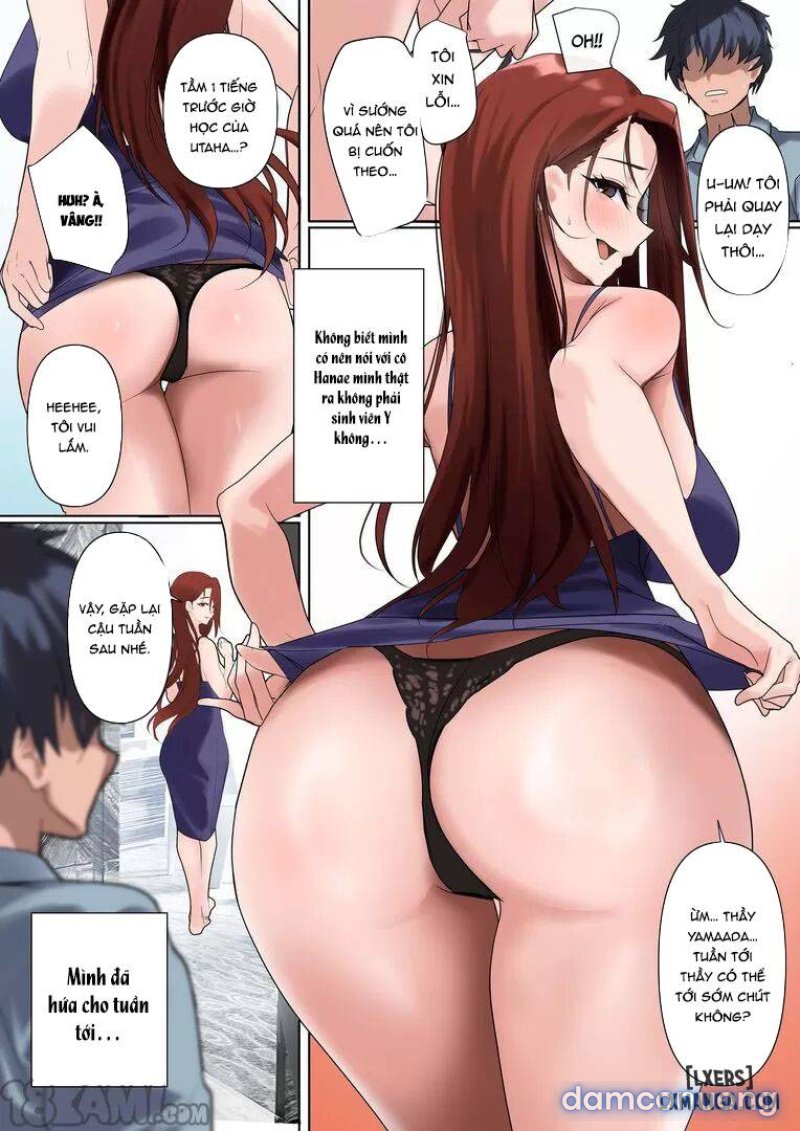 OH!!
TÔI
XIN
LỖI...
VÌ SƯỚNG
QUÁ NÊN TÔI
BỊ CUỐN
THEO...
U-UM! TÔI
PHẢI QUAY
LẠI DẠY
THÔI...
Không biết mình
có nên nói với cô
Hanae mình thật
ra không phải
sinh viên Y
không...
ỪM... THẦY
YAMAADA...
TUẦN TỚI
THẦY CÓ THỂ
TỚI SỚM CHÚT
KHÔNG?
TẦM 1 TIẾNG
TRƯỚC GIỜ
HỌC CỦA
UTAHA...?
HUH? À,
VÂNG!!
HEEHEE,
TÔI VUI
LẮM.
VẬY, GẶP LẠI
CẬU TUẦN
SAU NHÉ.
Mình đã
hứa cho tuần
tới...
[LXERS]
damconuong